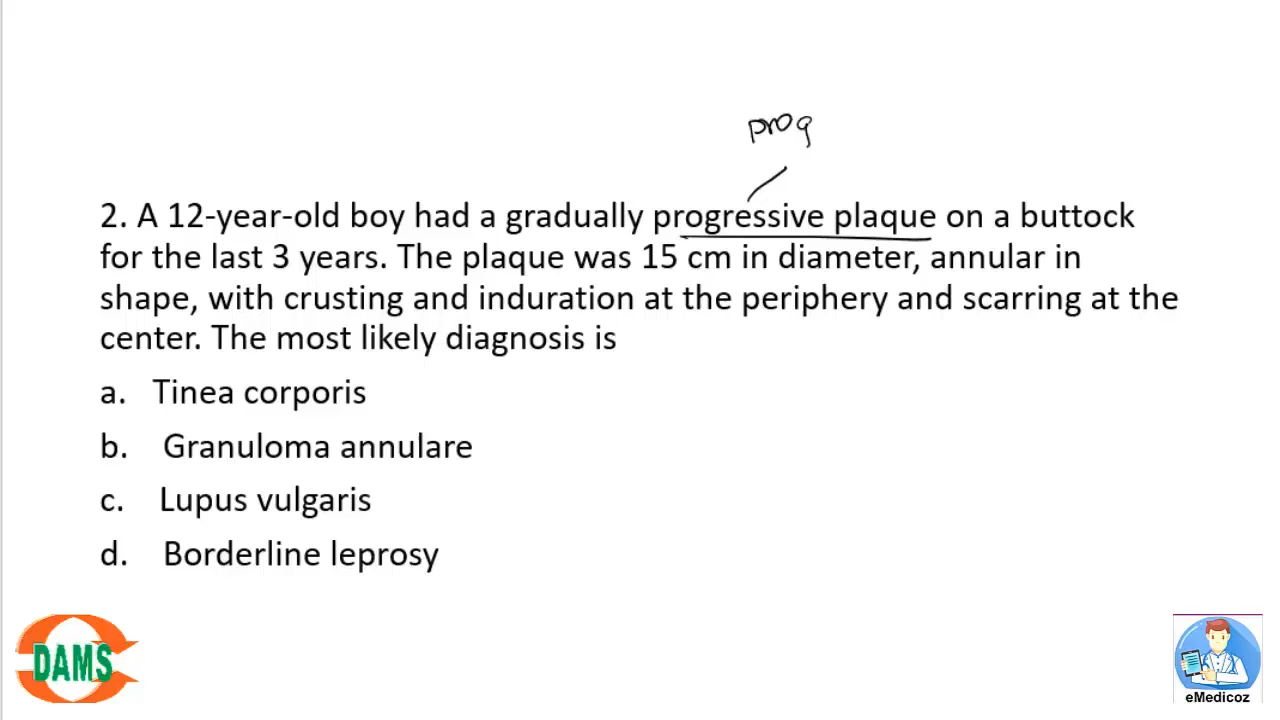 prog
2. A 12-year-old boy had a gradually progressive plaque on a buttock
for the last 3 years. The plaque was 15 cm in diameter, annular in
shape, with crusting and induration at the periphery and scarring at the
center. The most likely diagnosis is
a. Tinea corporis
b. Granuloma annulare
c. Lupus vulgaris
d. Borderline leprosy
DAMS
eMedicoz